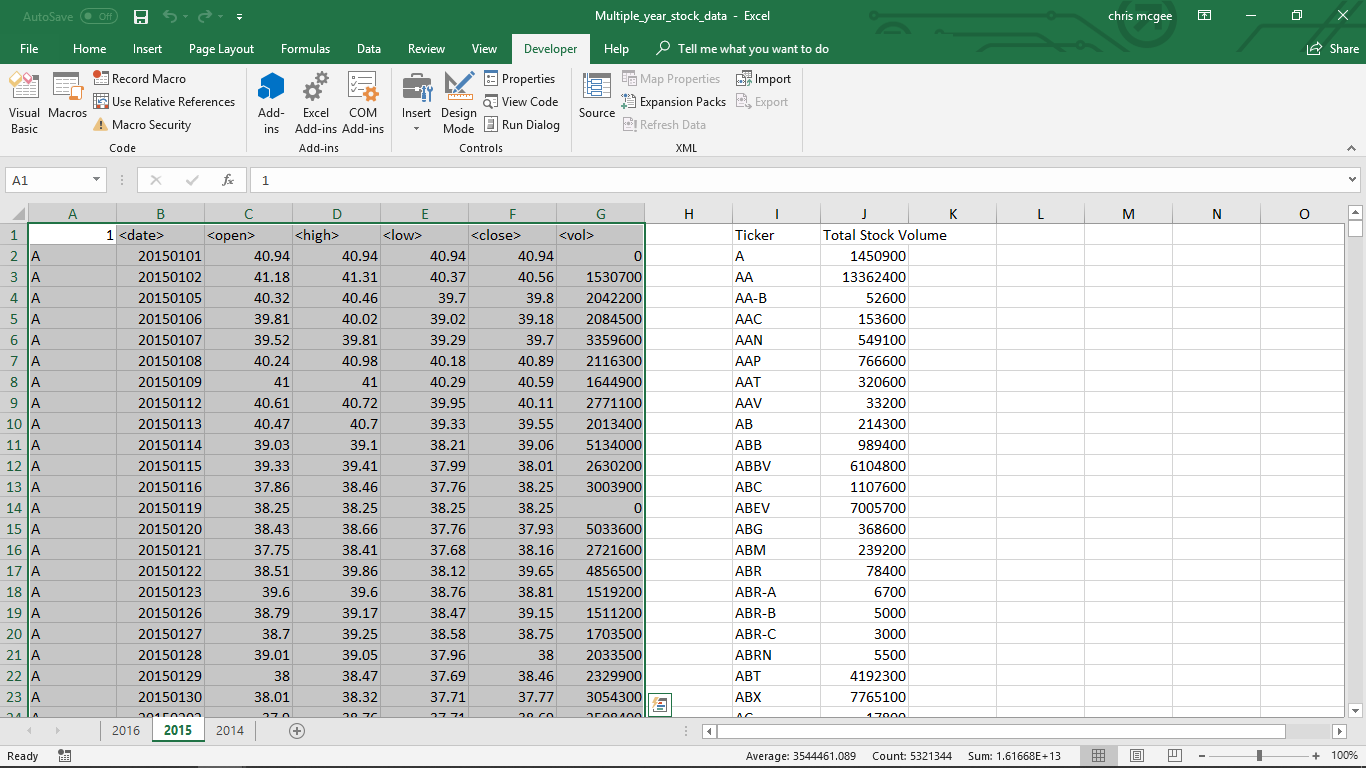 AutoSave Off Multiple_year_stock_data - Excel chris mcgee
File Home Insert Page Layout Formulas Data Review View Developer Help Tell me what you want to do Share
Visual Basic Macros Record Macro Use Relative References Macro Security Code
Add-ins Excel Add-ins COM Add-ins Add-ins
Insert Design Mode Properties View Code Run Dialog Controls
Source Map Properties Expansion Packs Refresh Data Import Export XML
A1 fx 1
A B C D E F G H I J K L M N O
1 1 <date> <open> <high> <low> <close> <vol> Ticker Total Stock Volume
2 A 20150101 40.94 40.94 40.94 40.94 0 A 1450900
3 A 20150102 41.18 41.31 40.37 40.56 1530700 AA 13362400
4 A 20150105 40.32 40.46 39.7 39.8 2042200 AA-B 52600
5 A 20150106 39.81 40.02 39.02 39.18 2084500 AAC 153600
6 A 20150107 39.52 39.81 39.29 39.7 3359600 AAN 549100
7 A 20150108 40.24 40.98 40.18 40.89 2116300 AAP 766600
8 A 20150109 41 41 40.29 40.59 1644900 AAT 320600
9 A 20150112 40.61 40.72 39.95 40.11 2771100 AAV 33200
10 A 20150113 40.47 40.7 39.33 39.55 2013400 AB 214300
11 A 20150114 39.03 39.1 38.21 39.06 5134000 ABB 989400
12 A 20150115 39.33 39.41 37.99 38.01 2630200 ABBV 6104800
13 A 20150116 37.86 38.46 37.76 38.25 3003900 ABC 1107600
14 A 20150119 38.25 38.25 38.25 38.25 0 ABEV 7005700
15 A 20150120 38.43 38.66 37.76 37.93 5033600 ABG 368600
16 A 20150121 37.75 38.41 37.68 38.16 2721600 ABM 239200
17 A 20150122 38.51 39.86 38.12 39.65 4856500 ABR 78400
18 A 20150123 39.6 39.6 38.76 38.81 1519200 ABR-A 6700
19 A 20150126 38.79 39.17 38.47 39.15 1511200 ABR-B 5000
20 A 20150127 38.7 39.25 38.58 38.75 1703500 ABR-C 3000
21 A 20150128 39.01 39.05 37.96 38 2033500 ABRN 5500
22 A 20150129 38 38.47 37.69 38.46 2329900 ABT 4192300
23 A 20150130 38.01 38.32 37.71 37.77 3054300 ABX 7765100
2016 2015 2014
Ready Average: 3544461.089 Count: 5321344 Sum: 1.61668E+13 100%